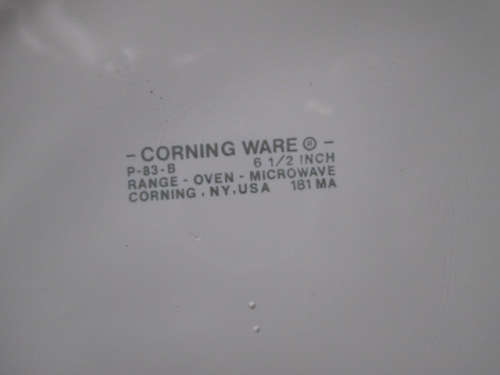 - CORNING WARE ® -
P-83-B 6 1/2 INCH
RANGE - OVEN - MICROWAVE
CORNING, NY, USA 181 MA